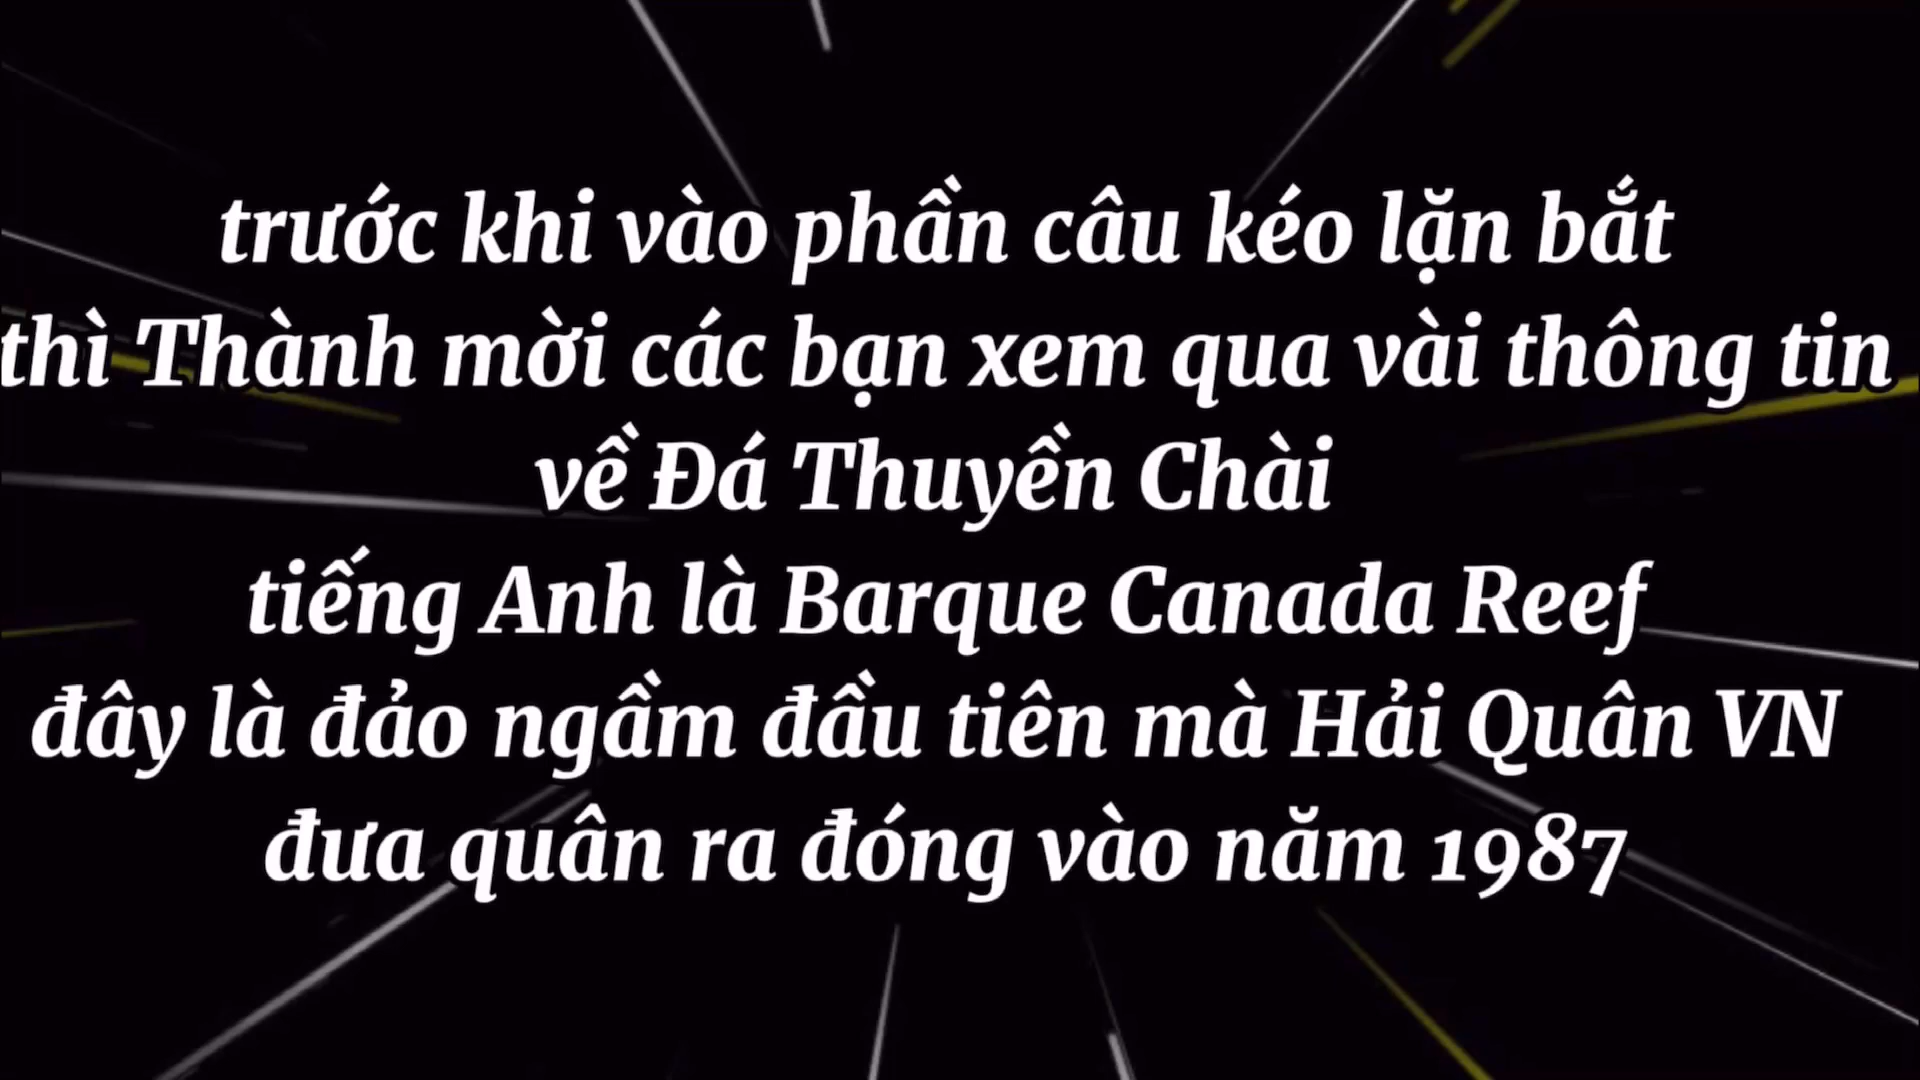 trước khi vào phần câu kéo lặn bắt
thì Thành mời các bạn xem qua vài thông tin
về Đá Thuyền Chài
tiếng Anh là Barque Canada Reef
đây là đảo ngầm đầu tiên mà Hải Quân VN
đưa quân ra đóng vào năm 1987